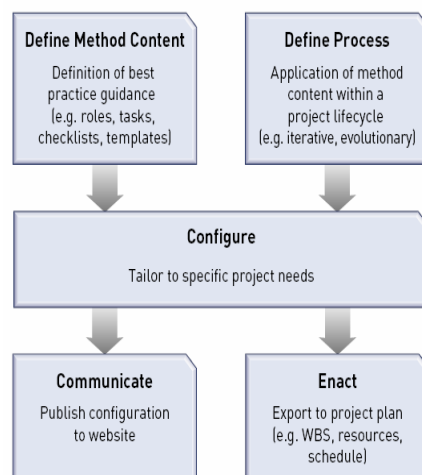 Define Method Content
Definition of best
practice guidance
(e.g. roles, tasks,
checklists, templates)
Define Process
Application of method
content within a
project lifecycle
(e.g. iterative, evolutionary)
Configure
Tailor to specific project needs
Communicate
Publish configuration
to website
Enact
Export to project plan
(e.g. WBS, resources,
schedule)